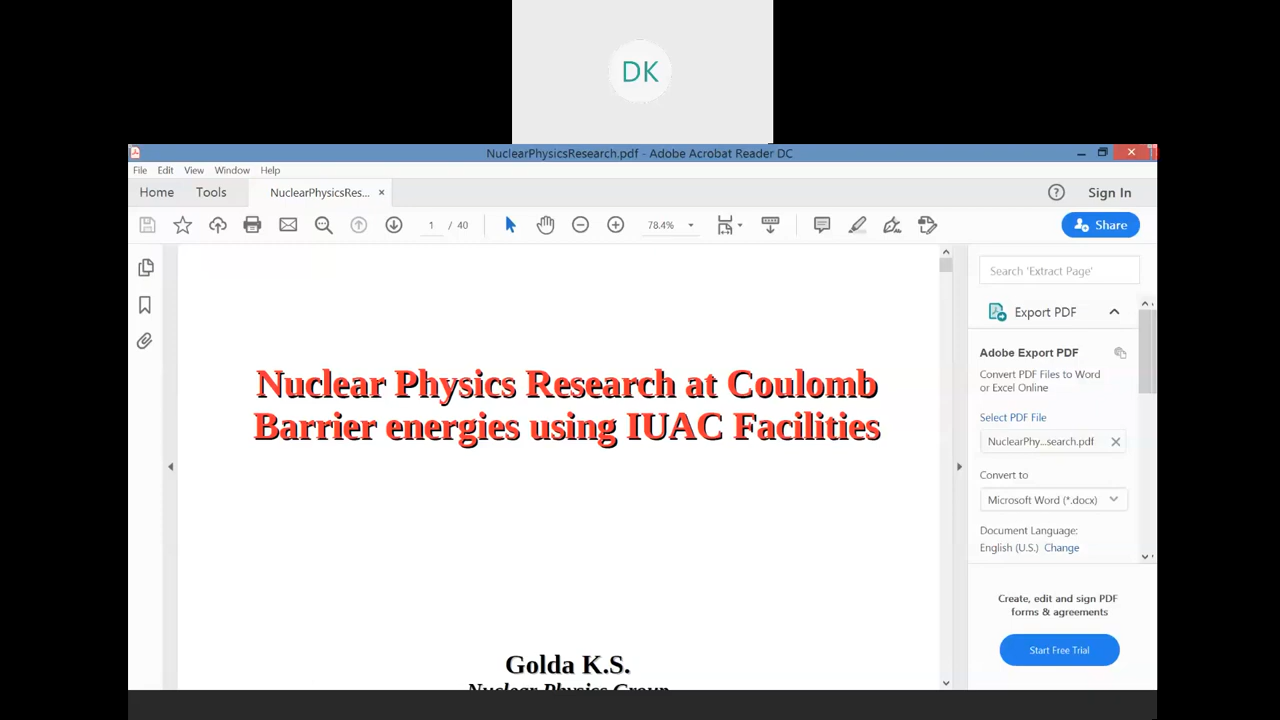 DK
NuclearPhysicsResearch.pdf - Adobe Acrobat Reader DC
File Edit View Window Help
Home Tools NuclearPhysicsRes... × ? Sign In
1 / 40 78.4% Share
Search 'Extract Page'
Export PDF
Adobe Export PDF
Convert PDF Files to Word
or Excel Online
Select PDF File
NuclearPhy...search.pdf
Convert to
Microsoft Word (*.docx)
Document Language:
English (U.S.) Change
Create, edit and sign PDF
forms & agreements
Start Free Trial
Nuclear Physics Research at Coulomb
Barrier energies using IUAC Facilities
Golda K.S.
Nuclear Physics Group